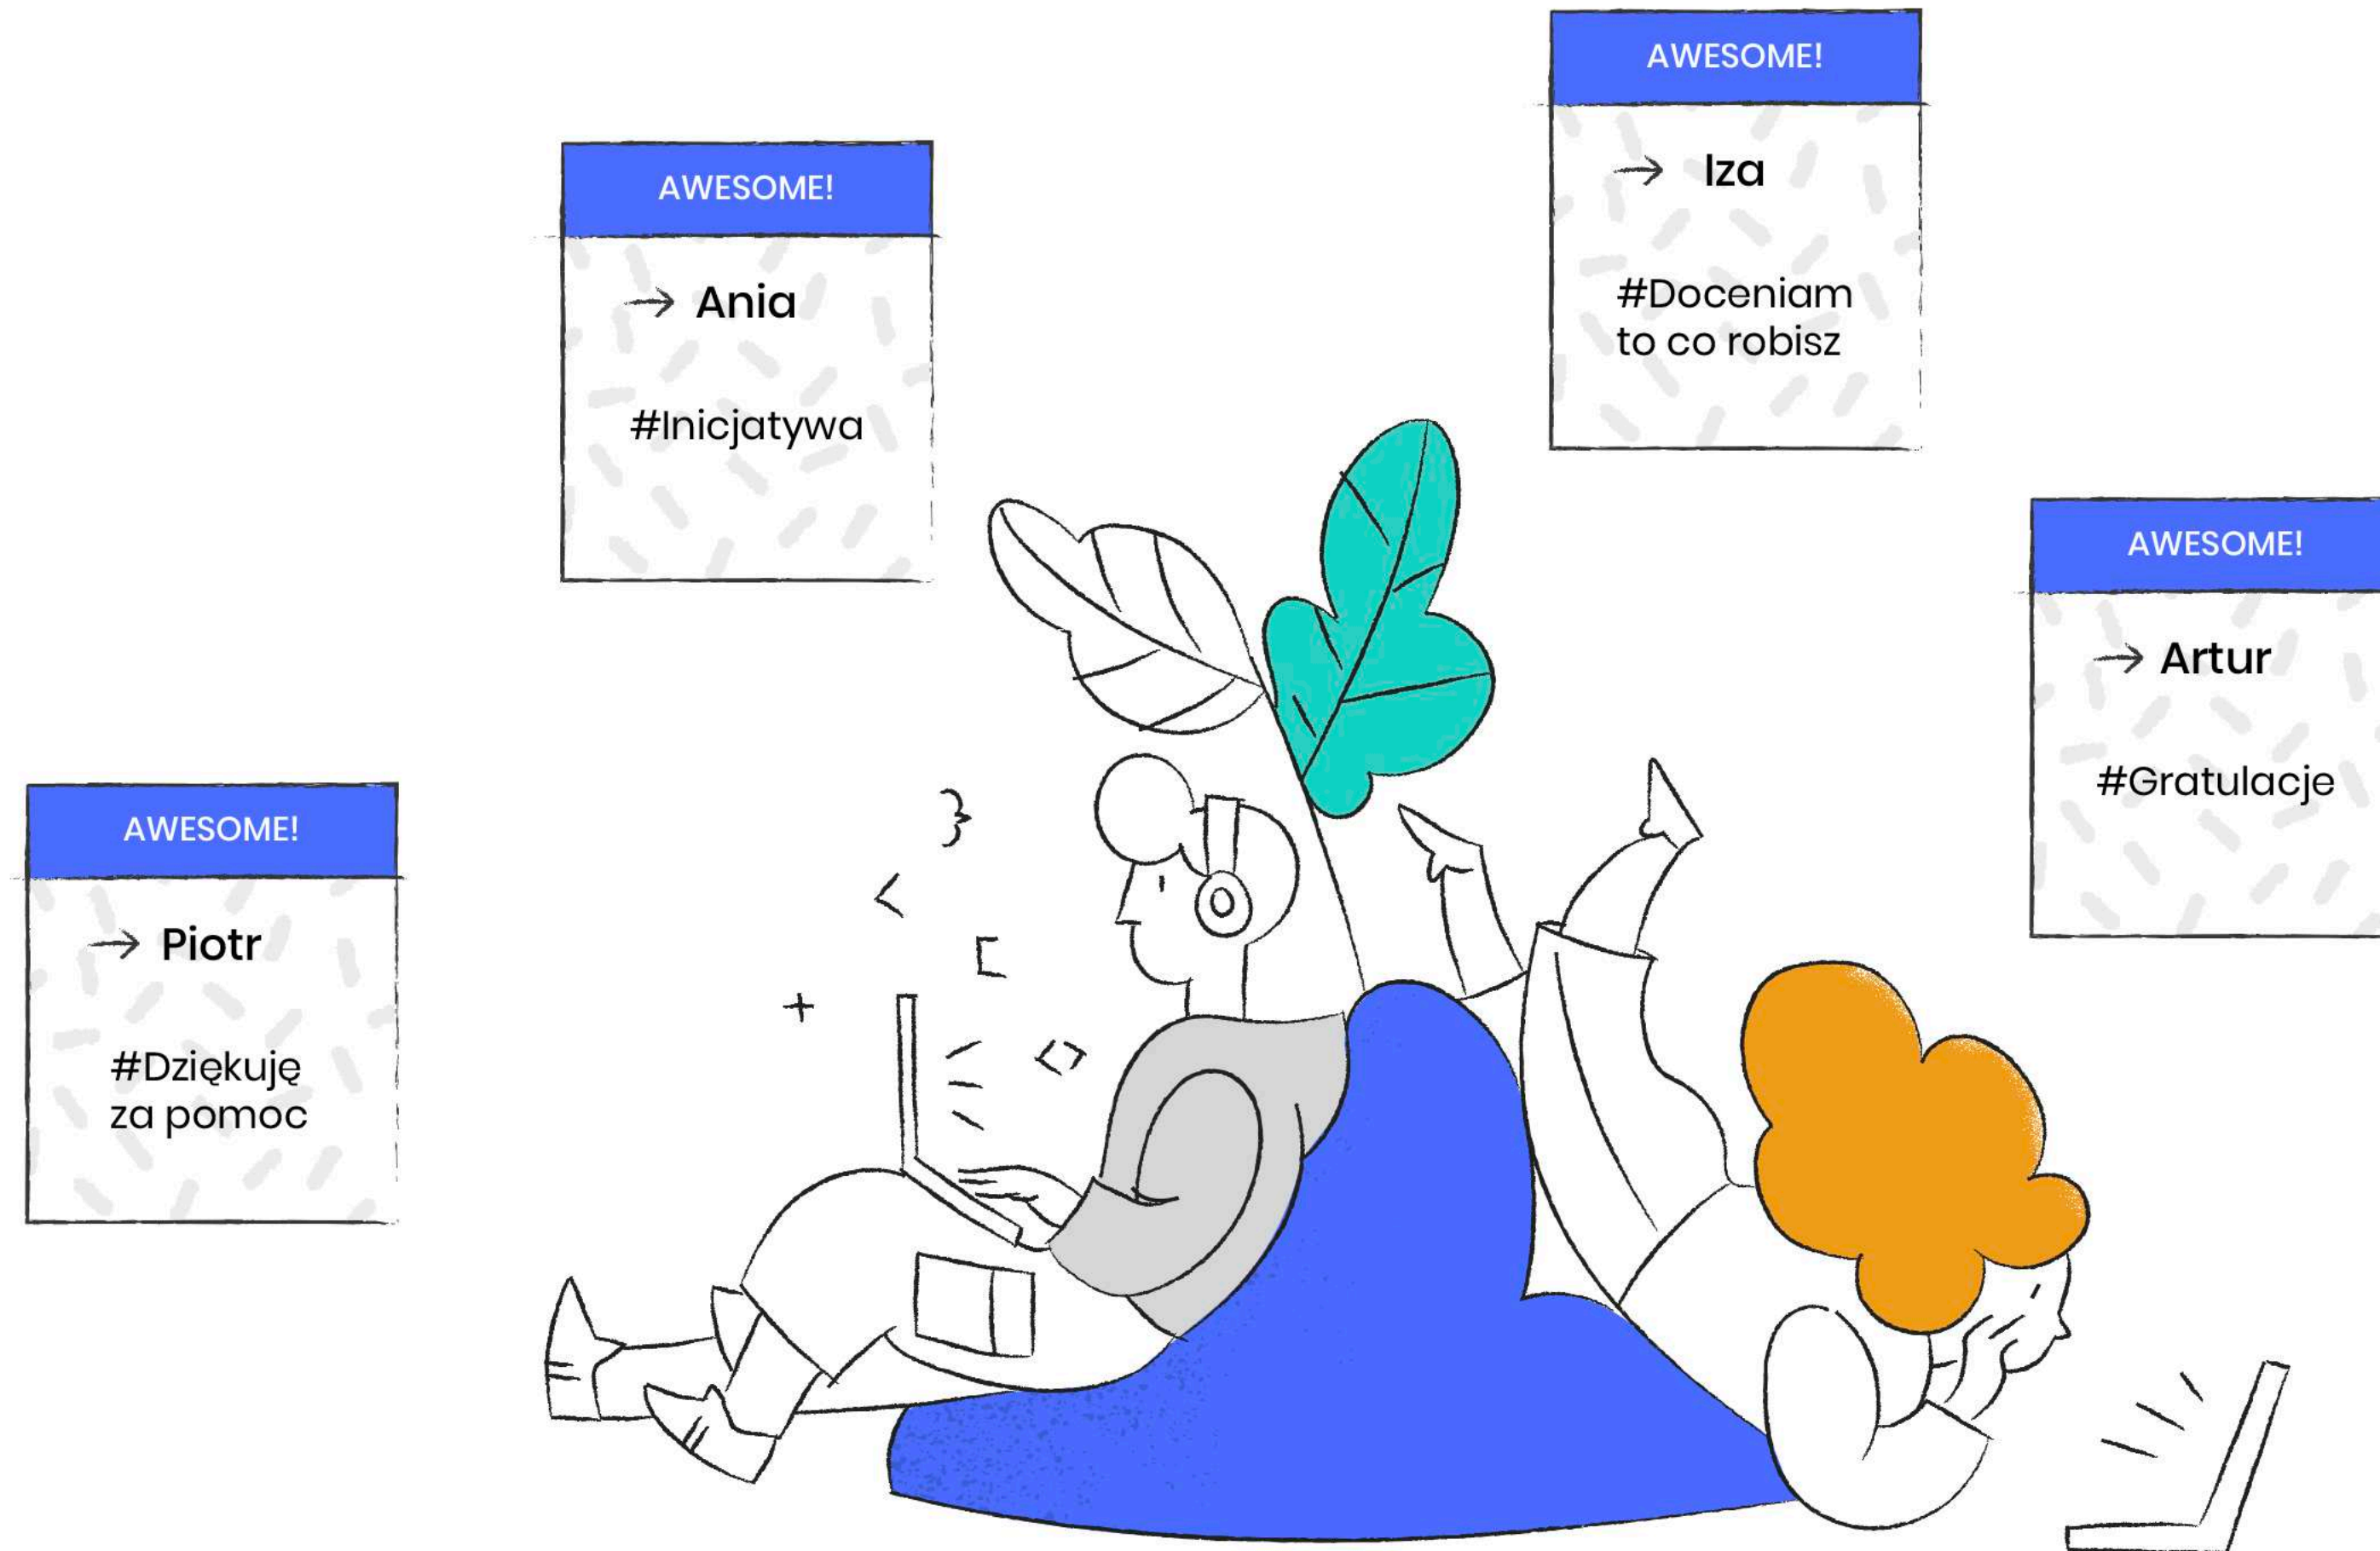 AWESOME!
→ Iza
#Doceniam
to co robisz
AWESOME!
→ Ania
#Inicjatywa
AWESOME!
→ Artur
#Gratulacje
AWESOME!
→ Piotr
#Dziękuję
za pomoc